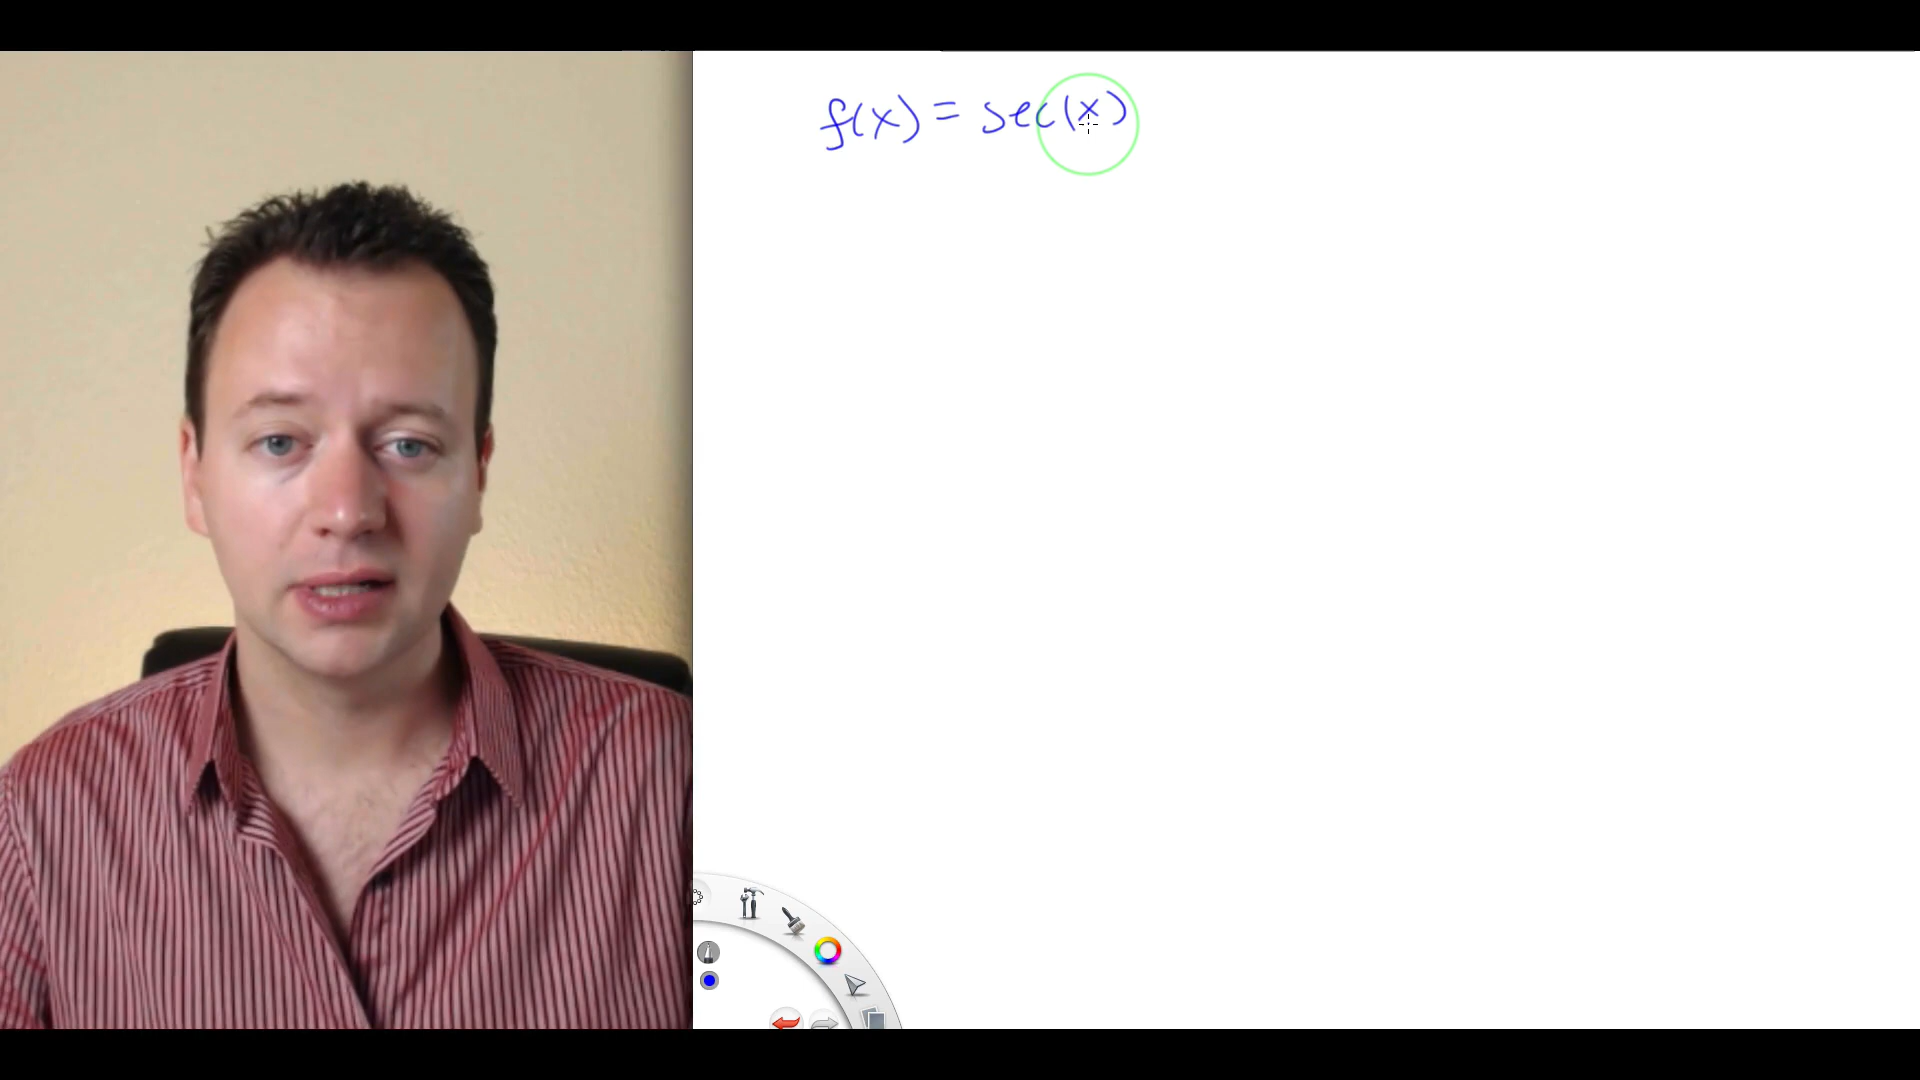 f(x) = sec(x)